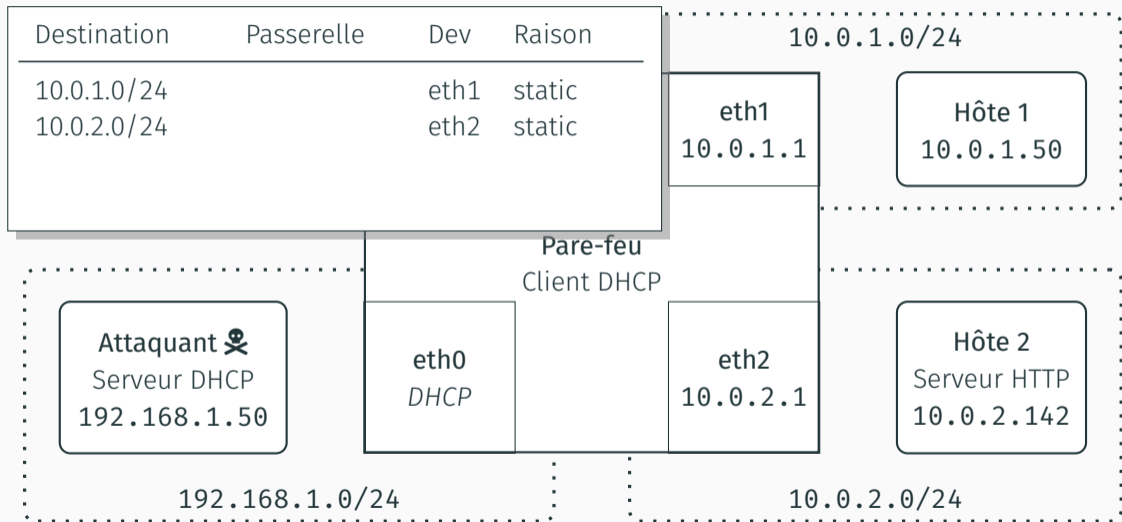 Destination Passerelle Dev Raison
10.0.1.0/24 eth1 static
10.0.2.0/24 eth2 static
10.0.1.0/24
eth1
10.0.1.1
Hôte 1
10.0.1.50
Pare-feu
Client DHCP
Attaquant
Serveur DHCP
192.168.1.50
eth0
DHCP
eth2
10.0.2.1
Hôte 2
Serveur HTTP
10.0.2.142
192.168.1.0/24
10.0.2.0/24